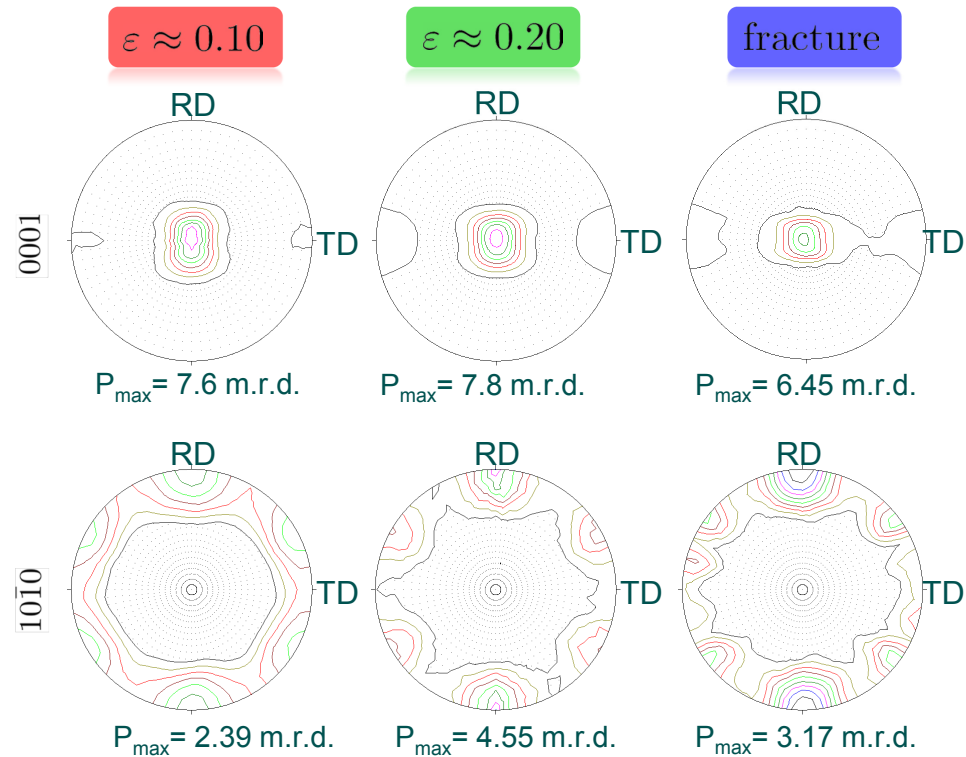 ε ≈ 0.10 ε ≈ 0.20 fracture
RD RD RD
0001 TD TD TD
Pmax= 7.6 m.r.d. Pmax= 7.8 m.r.d. Pmax= 6.45 m.r.d.
RD RD RD
101̄0 TD TD TD
Pmax= 2.39 m.r.d. Pmax= 4.55 m.r.d. Pmax= 3.17 m.r.d.